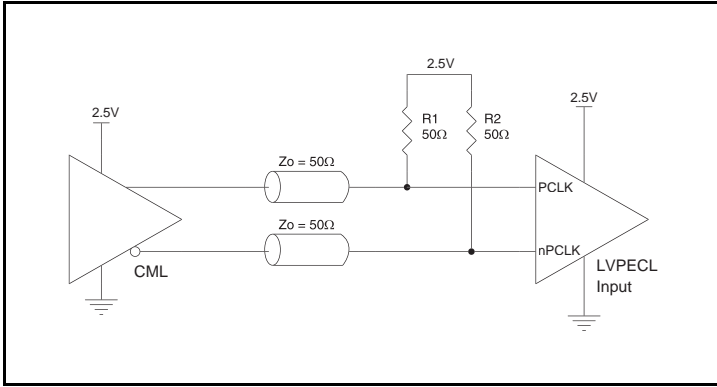 2.5V
2.5V
2.5V
R1
50Ω
R2
50Ω
Zo = 50Ω
PCLK
Zo = 50Ω
nPCLK
CML
LVPECL
Input